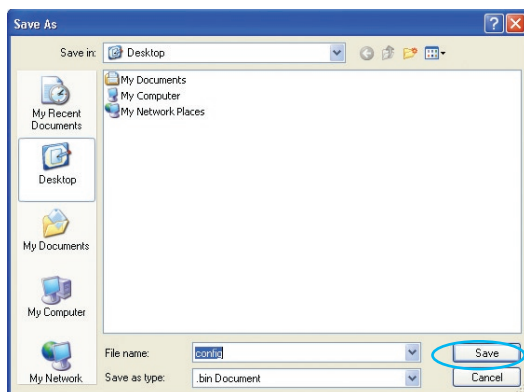 Save As
Save in: Desktop
My Recent
Documents
Desktop
My Documents
My Computer
My Network
My Documents
My Computer
My Network Places
File name: config Save
Save as type: .bin Document Cancel